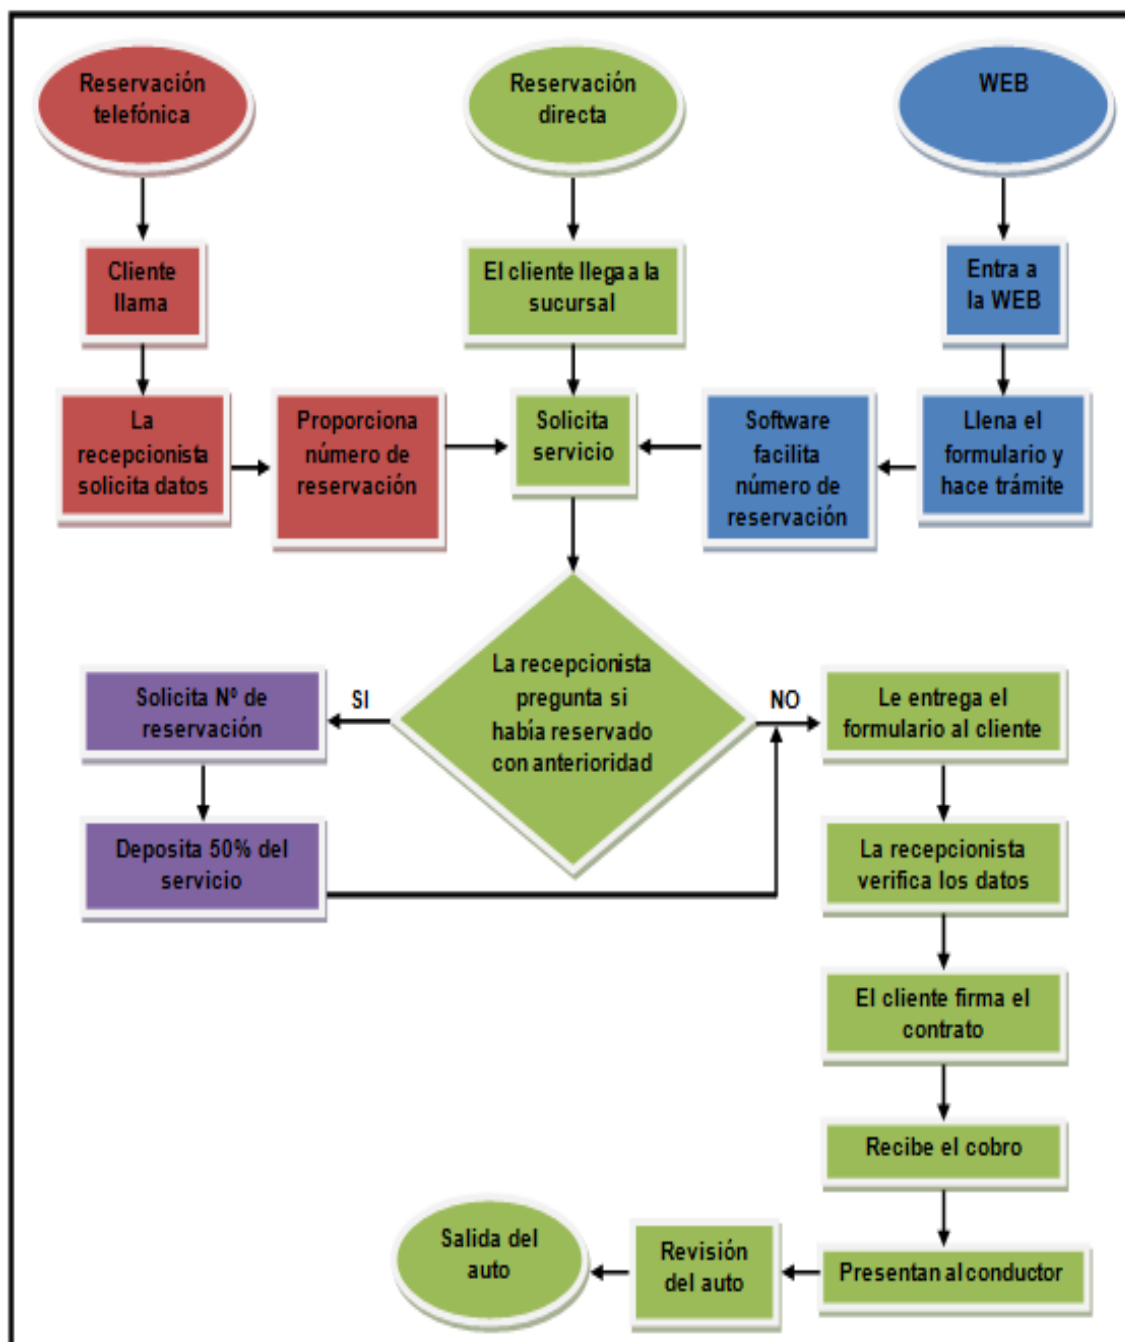 Reservación
telefónica
Reservación
directa
WEB
Cliente
llama
El cliente llega a la
sucursal
Entra a
la WEB
La
recepcionista
solicita datos
Proporciona
número de
reservación
Solicita
servicio
Software
facilita
número de
reservación
Llena el
formulario y
hace trámite
La recepcionista
pregunta si
había reservado
con anterioridad
SI
NO
Solicita Nº de
reservación
Deposita 50% del
servicio
Le entrega el
formulario al cliente
La recepcionista
verifica los datos
El cliente firma el
contrato
Recibe el cobro
Presentan al conductor
Revisión
del auto
Salida del
auto